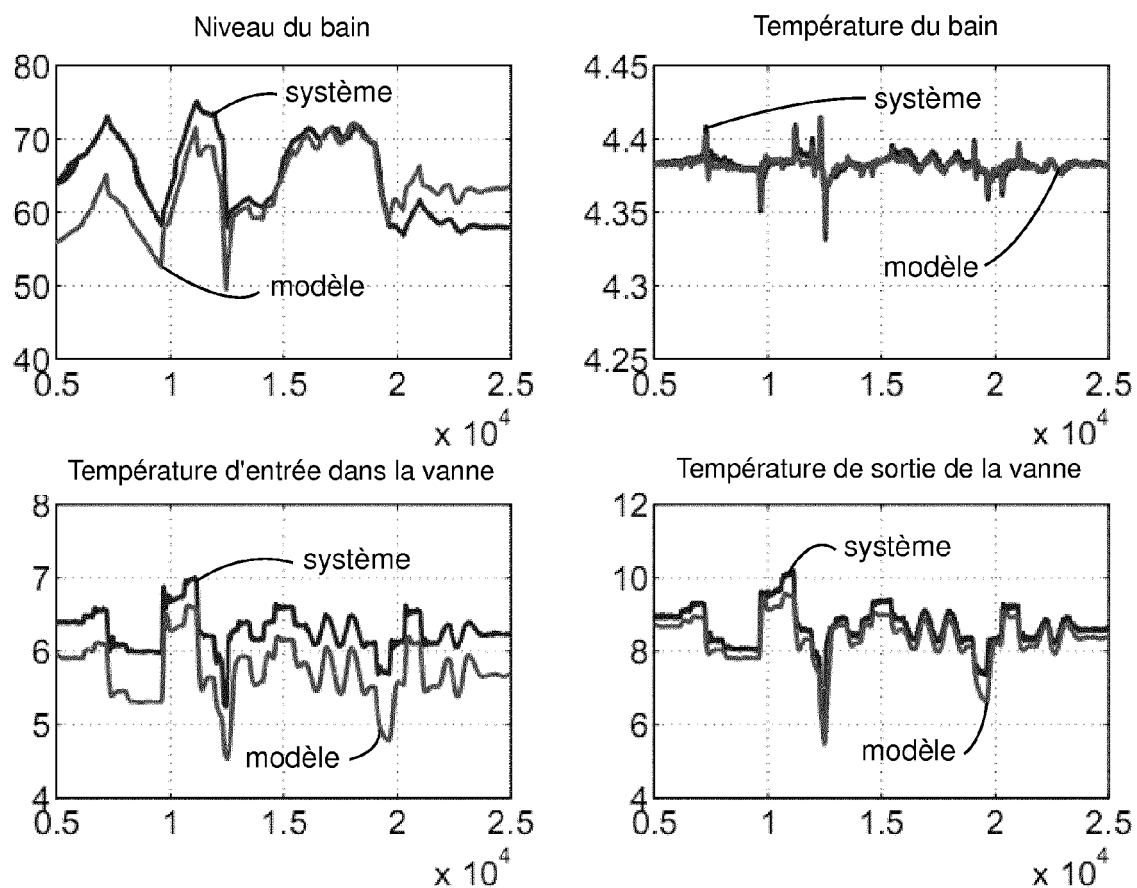 Niveau du bain
80
70
60
50
40
système
modèle
0.5 1 1.5 2 2.5
x 10^4
Température du bain
4.45
4.4
4.35
4.3
4.25
système
modèle
0.5 1 1.5 2 2.5
x 10^4
Température d'entrée dans la vanne
8
7
6
5
4
système
modèle
0.5 1 1.5 2 2.5
x 10^4
Température de sortie de la vanne
12
10
8
6
4
système
modèle
0.5 1 1.5 2 2.5
x 10^4